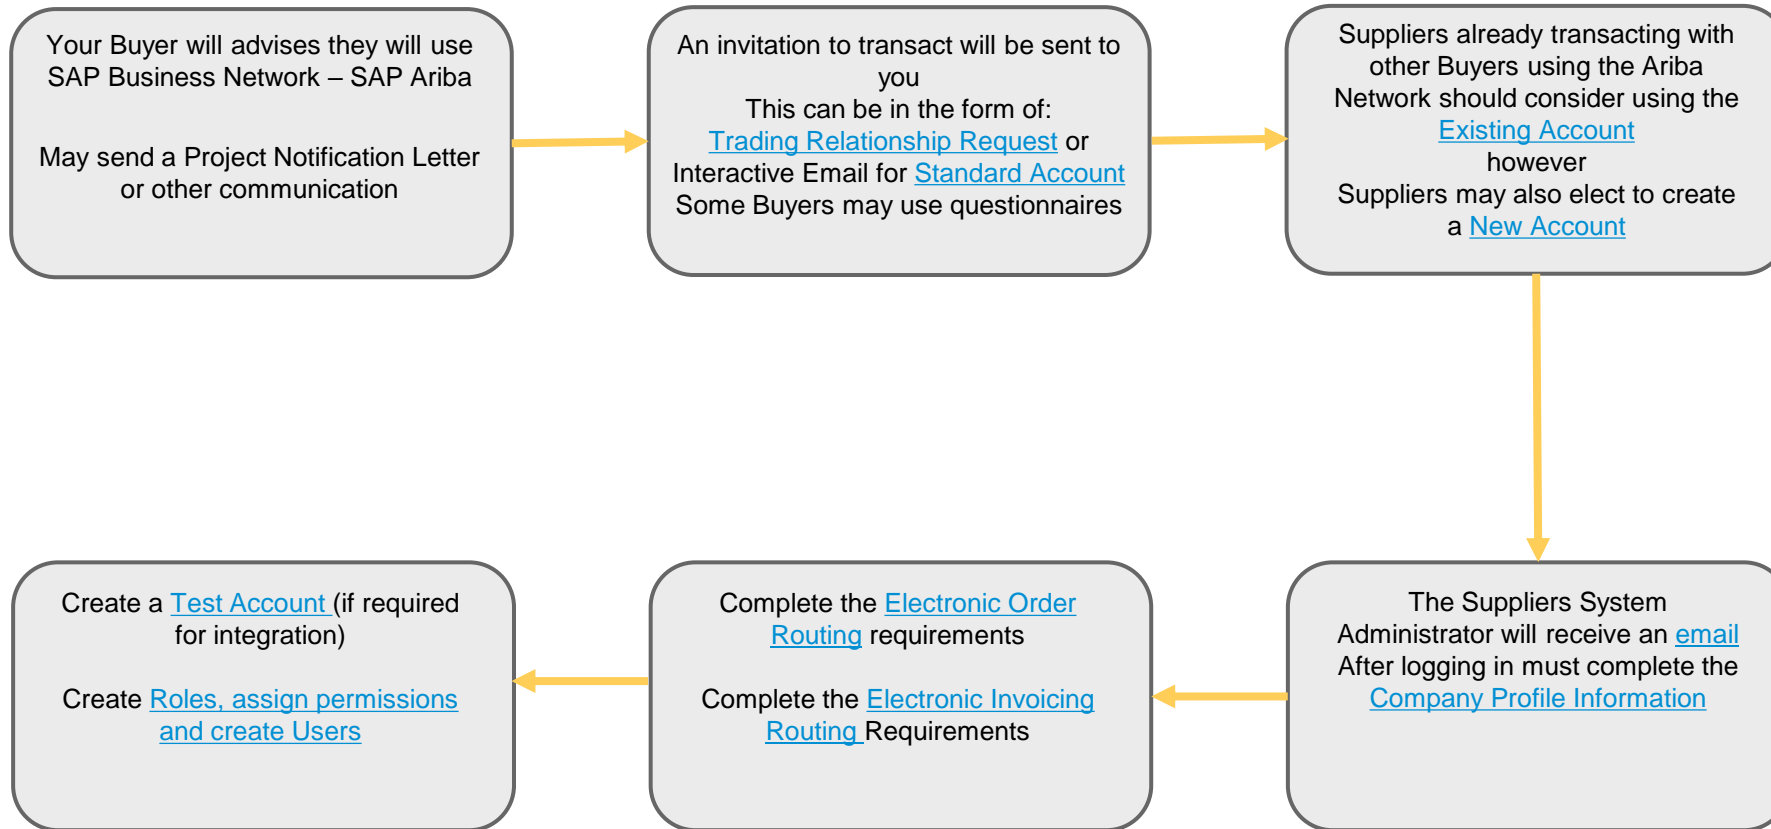 Your Buyer will advises they will use
SAP Business Network – SAP Ariba
May send a Project Notification Letter
or other communication
An invitation to transact will be sent to
you
This can be in the form of:
Trading Relationship Request or
Interactive Email for Standard Account
Some Buyers may use questionnaires
Suppliers already transacting with
other Buyers using the Ariba
Network should consider using the
Existing Account
however
Suppliers may also elect to create
a New Account
The Suppliers System
Administrator will receive an email
After logging in must complete the
Company Profile Information
Complete the Electronic Order
Routing requirements
Complete the Electronic Invoicing
Routing Requirements
Create a Test Account (if required
for integration)
Create Roles, assign permissions
and create Users